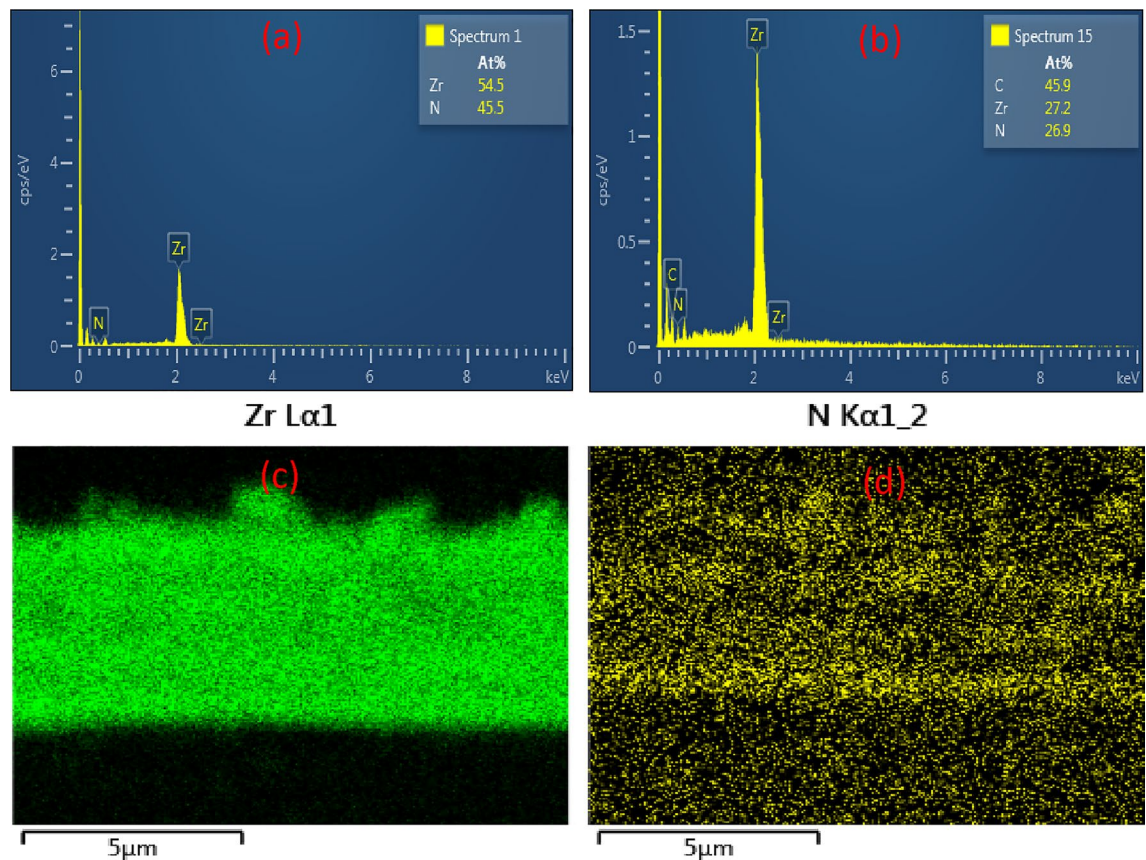 (a)
Spectrum 1
At%
Zr 54.5
N 45.5
6
4
2
0
cps/eV
Zr
N
Zr
0 2 4 6 8 keV
(b)
Spectrum 15
At%
C 45.9
Zr 27.2
N 26.9
1.5
1
0.5
0
cps/eV
Zr
C
N
Zr
0 2 4 6 8 keV
Zr Lα1
N Kα1_2
(c)
(d)
5µm
5µm